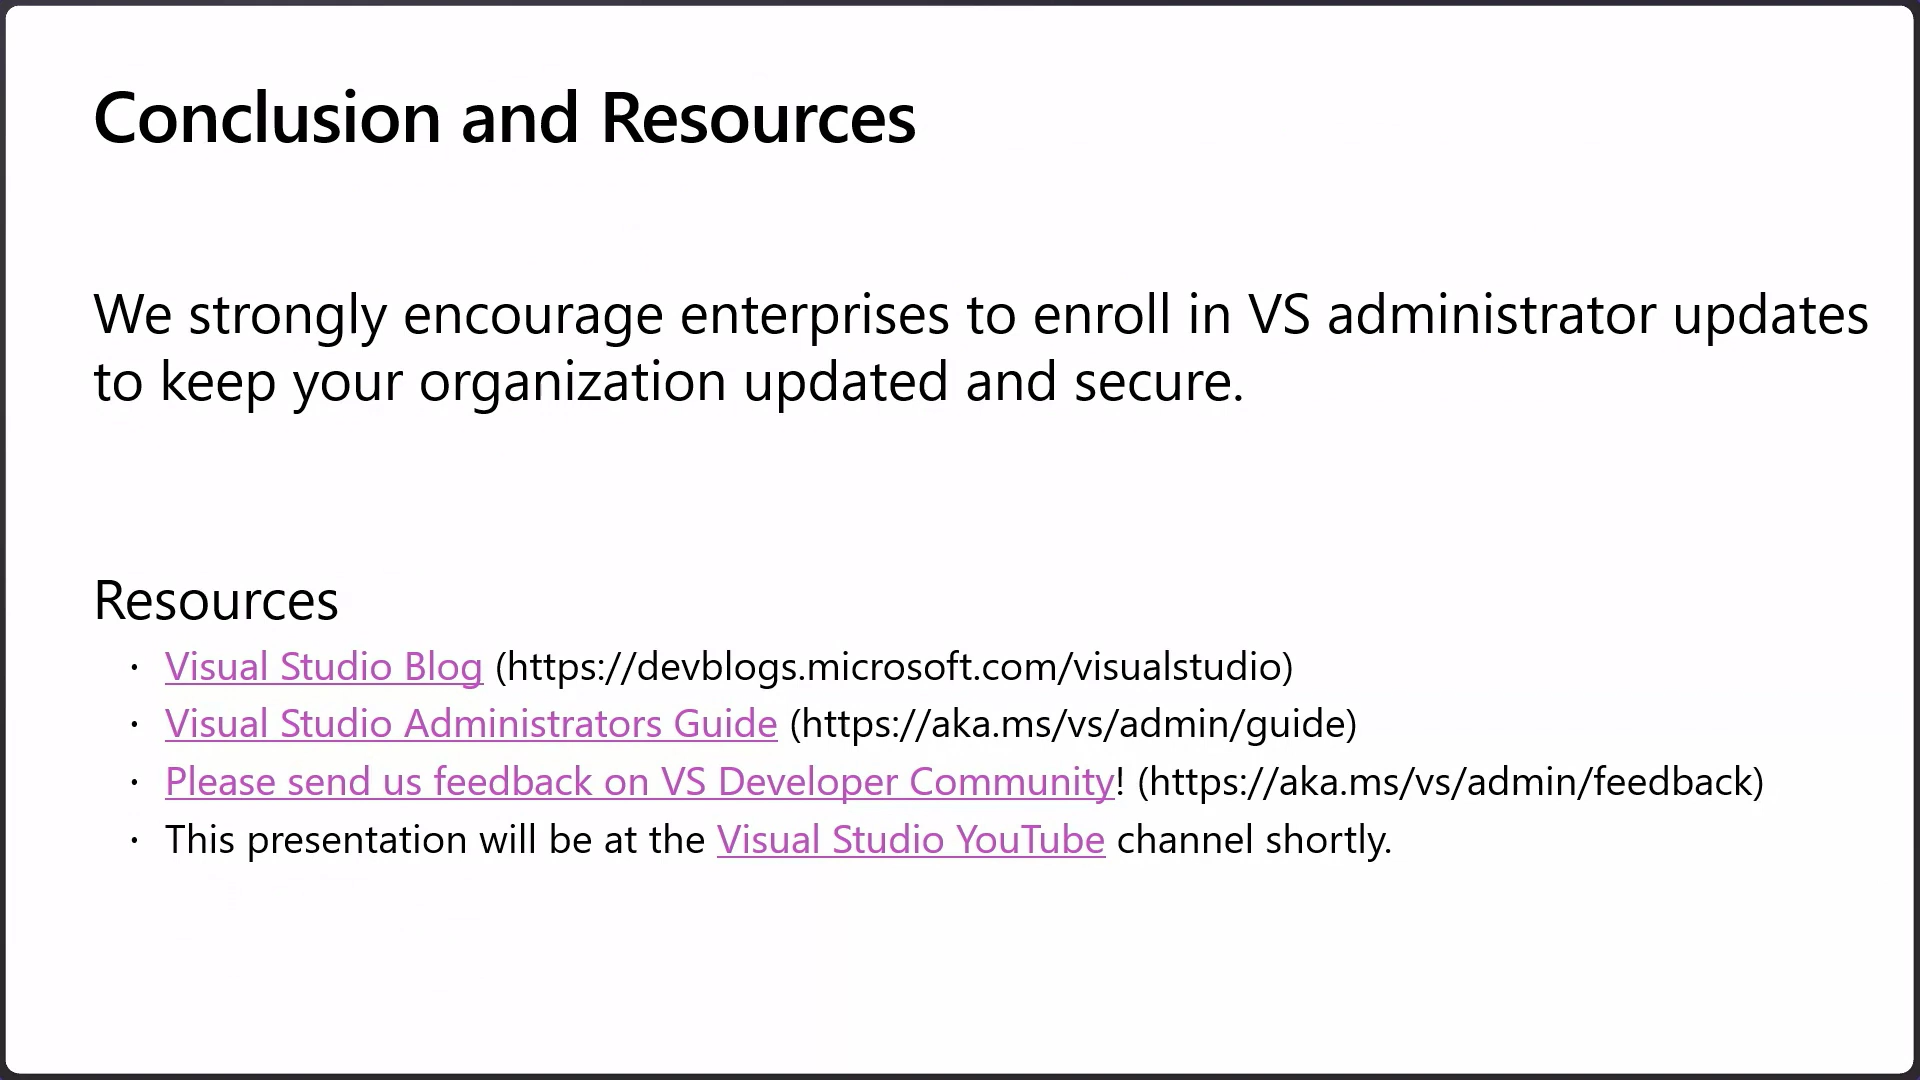 Conclusion and Resources
We strongly encourage enterprises to enroll in VS administrator updates
to keep your organization updated and secure.
Resources
· Visual Studio Blog (https://devblogs.microsoft.com/visualstudio)
· Visual Studio Administrators Guide (https://aka.ms/vs/admin/guide)
· Please send us feedback on VS Developer Community! (https://aka.ms/vs/admin/feedback)
· This presentation will be at the Visual Studio YouTube channel shortly.